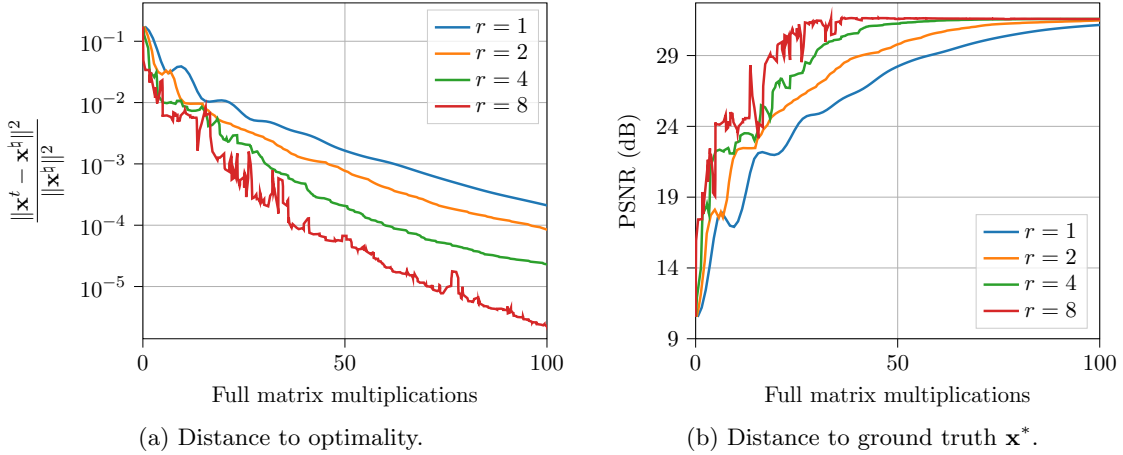 10⁻¹
10⁻²
10⁻³
10⁻⁴
10⁻⁵
‖x^t − x^♮‖²
‖x^♮‖²
r = 1
r = 2
r = 4
r = 8
0
50
100
Full matrix multiplications
(a) Distance to optimality.
29
24
19
14
9
PSNR (dB)
r = 1
r = 2
r = 4
r = 8
0
50
100
Full matrix multiplications
(b) Distance to ground truth x*.